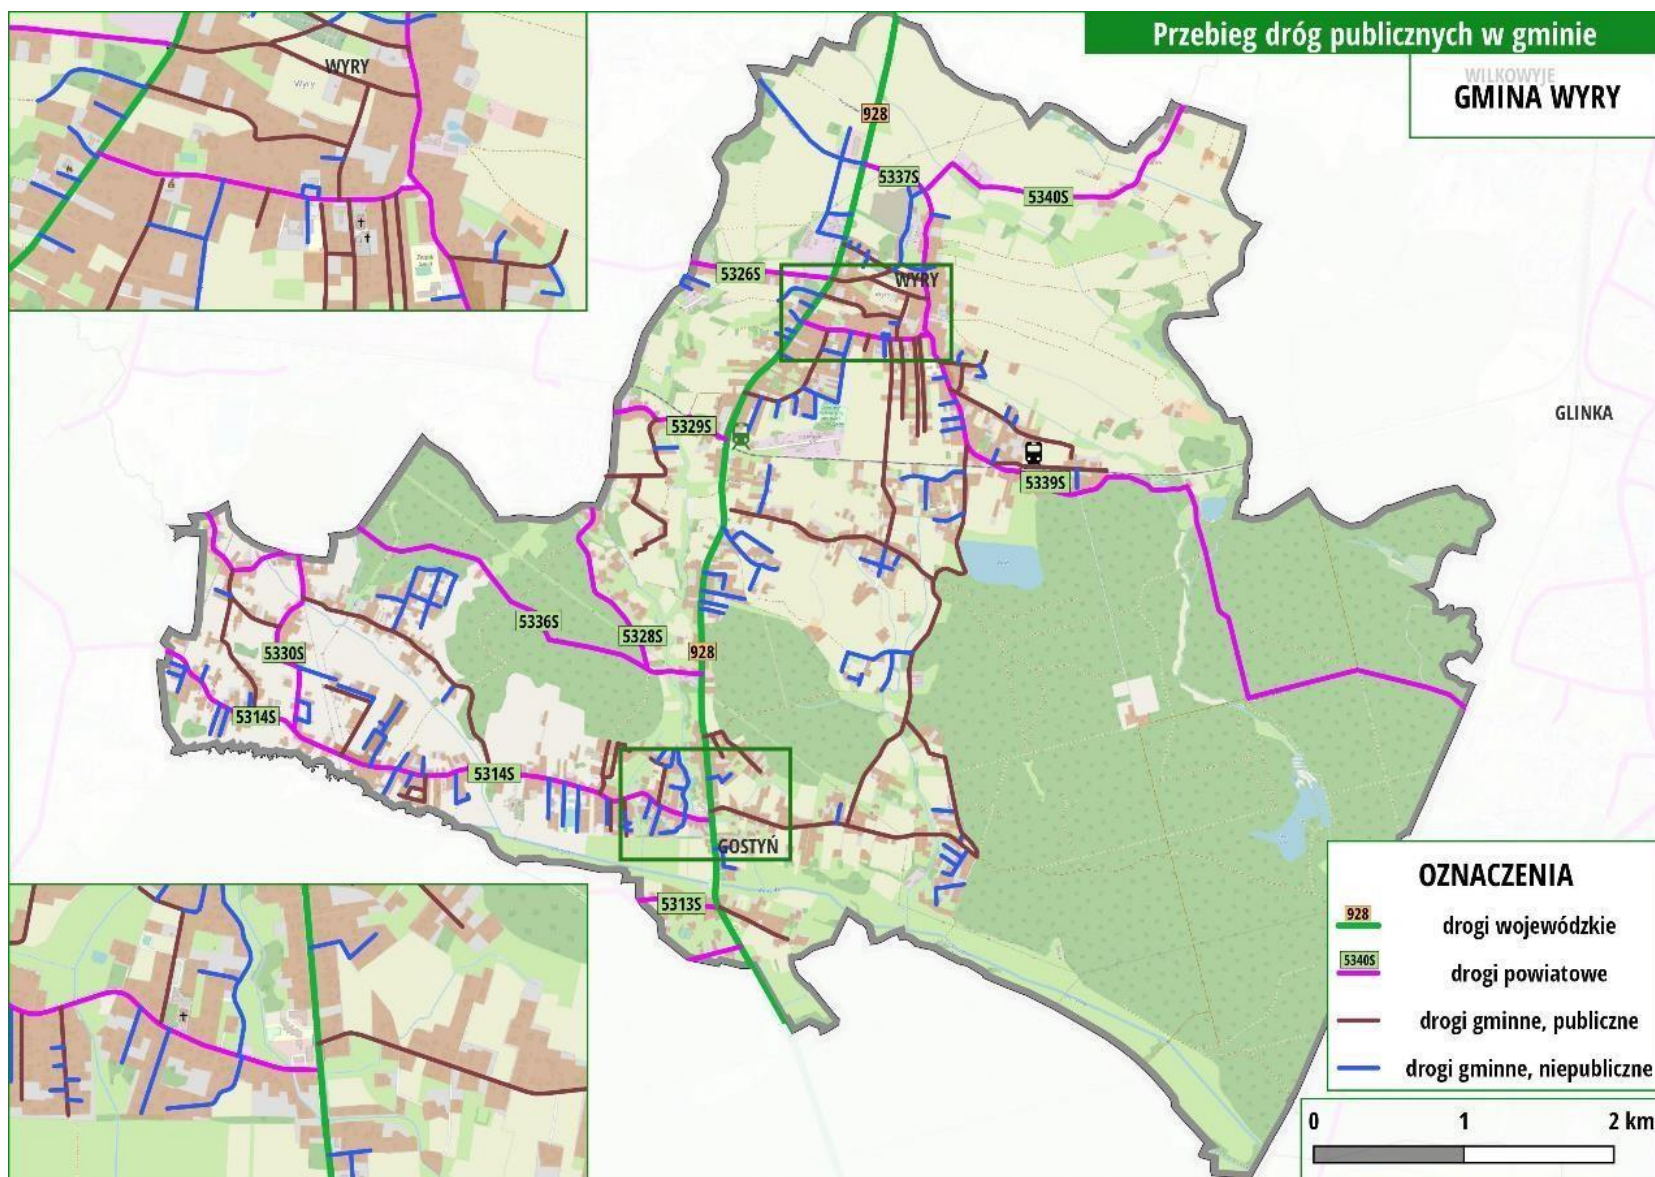 Przebieg dróg publicznych w gminie
WILKOWYJE
GMINA WYRY
WYRY
Wyry
928
5337S
5340S
5326S
WYRY
GLINKA
5329S
5339S
5336S
5328S
5330S
928
5314S
5314S
GOSTYŃ
5313S
OZNACZENIA
928
drogi wojewódzkie
5340S
drogi powiatowe
drogi gminne, publiczne
drogi gminne, niepubliczne
0 1 2 km